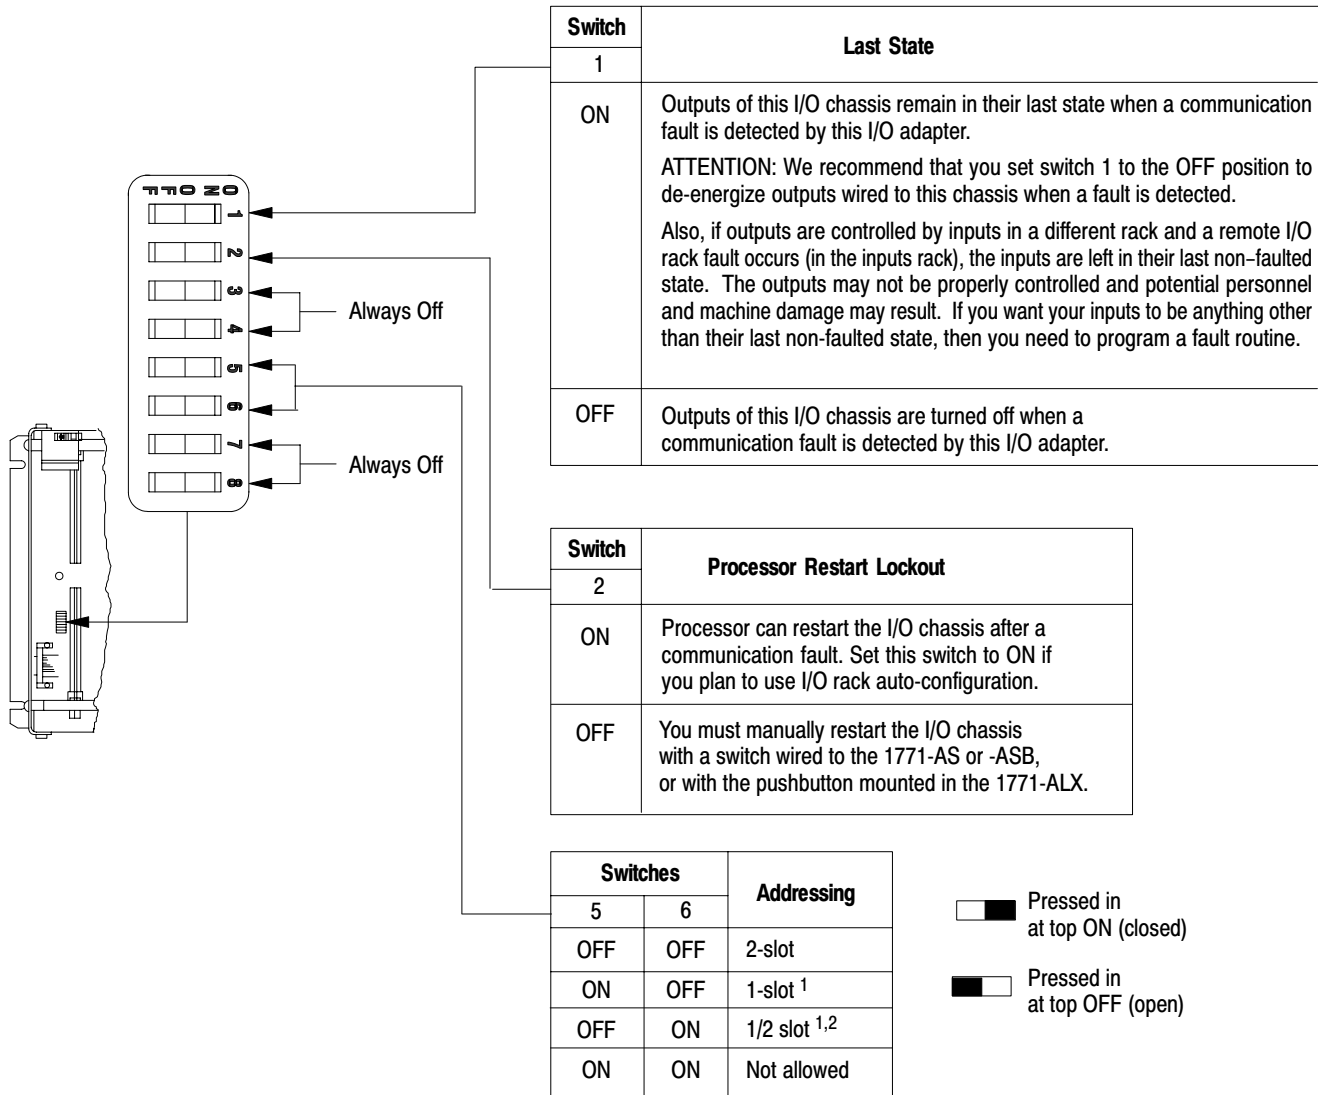 Switch
Last State
1
ON
Outputs of this I/O chassis remain in their last state when a communication
fault is detected by this I/O adapter.
ATTENTION: We recommend that you set switch 1 to the OFF position to
de-energize outputs wired to this chassis when a fault is detected.
Also, if outputs are controlled by inputs in a different rack and a remote I/O
rack fault occurs (in the inputs rack), the inputs are left in their last non–faulted
state. The outputs may not be properly controlled and potential personnel
and machine damage may result. If you want your inputs to be anything other
than their last non-faulted state, then you need to program a fault routine.
OFF
Outputs of this I/O chassis are turned off when a
communication fault is detected by this I/O adapter.
ON OFF
1
2
3
4
Always Off
5
6
7
8
Always Off
Switch
Processor Restart Lockout
2
ON
Processor can restart the I/O chassis after a
communication fault. Set this switch to ON if
you plan to use I/O rack auto-configuration.
OFF
You must manually restart the I/O chassis
with a switch wired to the 1771-AS or -ASB,
or with the pushbutton mounted in the 1771-ALX.
Switches
Addressing
5 6
OFF OFF 2-slot
ON OFF 1-slot 1
OFF ON 1/2 slot 1,2
ON ON Not allowed
Pressed in
at top ON (closed)
Pressed in
at top OFF (open)